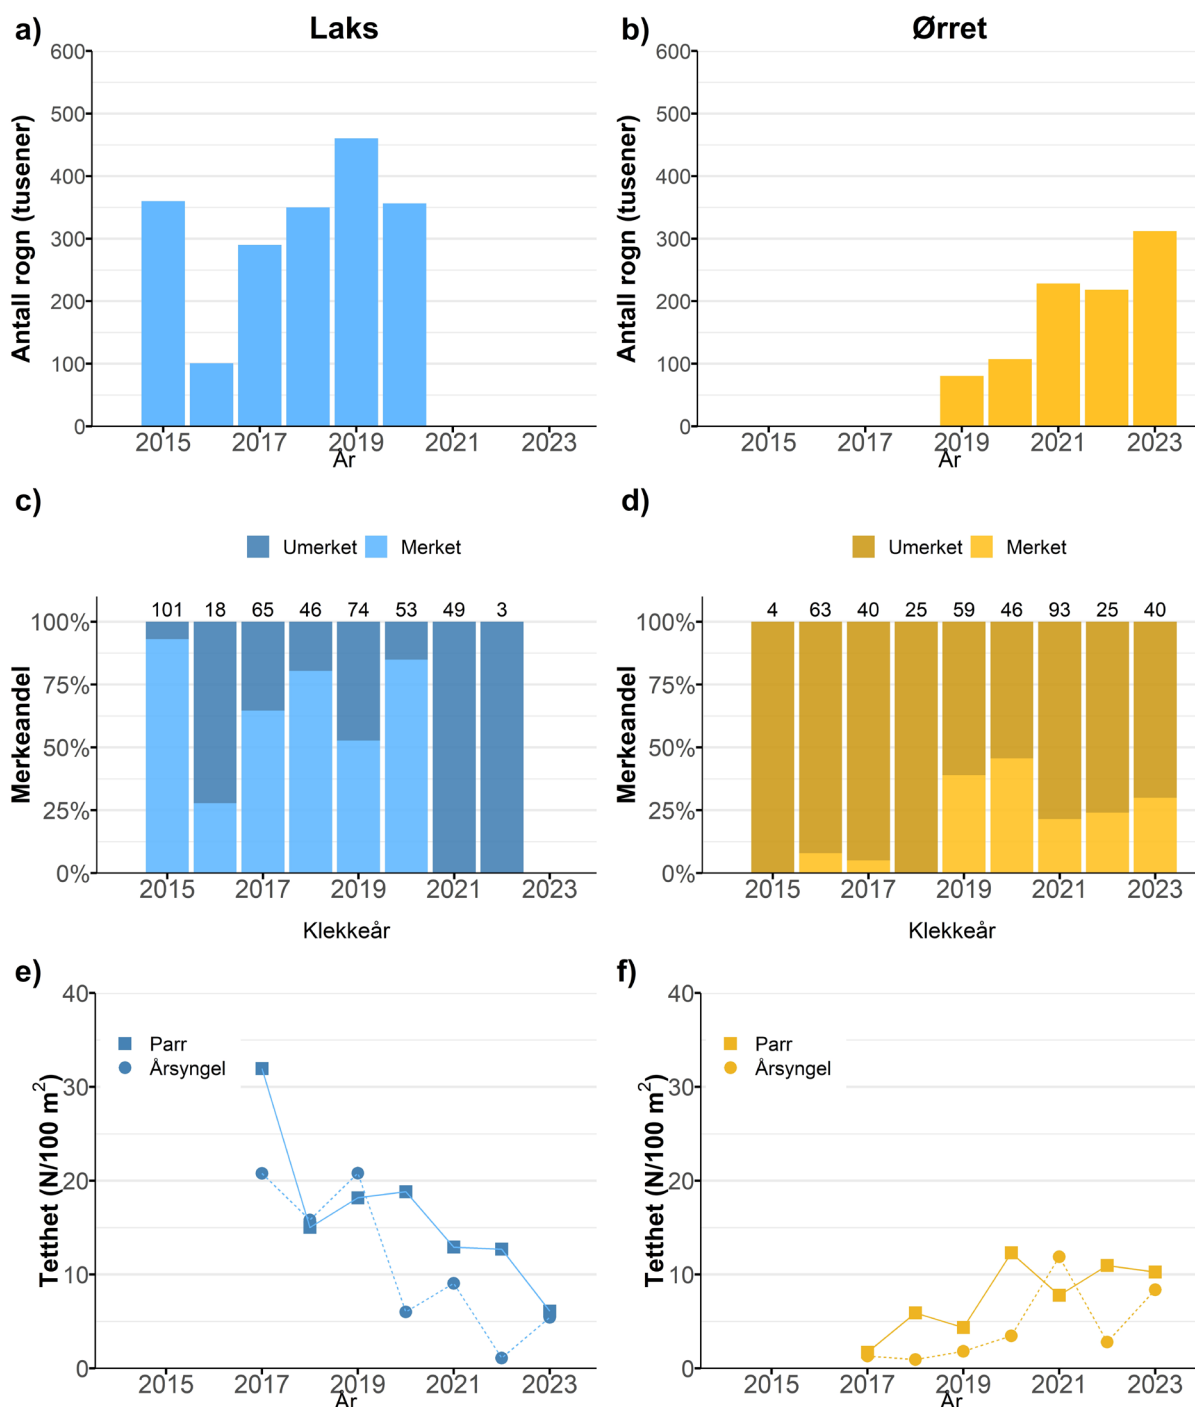 a)
Laks
Antall rogn (tusener)
600
500
400
300
200
100
0
2015 2017 2019 2021 2023
År
b)
Ørret
Antall rogn (tusener)
600
500
400
300
200
100
0
2015 2017 2019 2021 2023
År
c)
Umerket Merket
Merkeandel
101 18 65 46 74 53 49 3
100%
75%
50%
25%
0%
2015 2017 2019 2021 2023
Klekkeår
d)
Umerket Merket
Merkeandel
4 63 40 25 59 46 93 25 40
100%
75%
50%
25%
0%
2015 2017 2019 2021 2023
Klekkeår
e)
Tetthet (N/100 m²)
40
30
20
10
0
Parr
Årsyngel
2015 2017 2019 2021 2023
År
f)
Tetthet (N/100 m²)
40
30
20
10
0
Parr
Årsyngel
2015 2017 2019 2021 2023
År